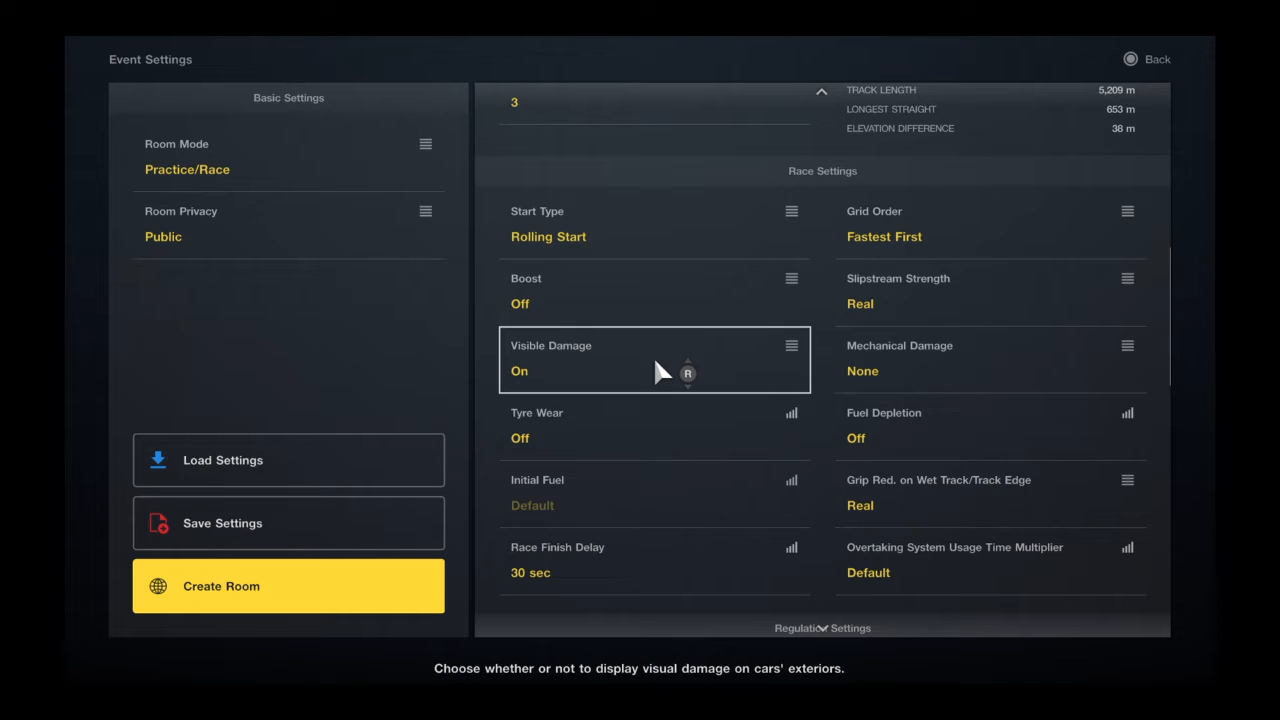 Event Settings
Back
Basic Settings
Room Mode
Practice/Race
Room Privacy
Public
Load Settings
Save Settings
Create Room
3
TRACK LENGTH 5,209 m
LONGEST STRAIGHT 653 m
ELEVATION DIFFERENCE 38 m
Race Settings
Start Type
Rolling Start
Grid Order
Fastest First
Boost
Off
Slipstream Strength
Real
Visible Damage
On
R
Mechanical Damage
None
Tyre Wear
Off
Fuel Depletion
Off
Initial Fuel
Default
Grip Red. on Wet Track/Track Edge
Real
Race Finish Delay
30 sec
Overtaking System Usage Time Multiplier
Default
Regulation Settings
Choose whether or not to display visual damage on cars' exteriors.